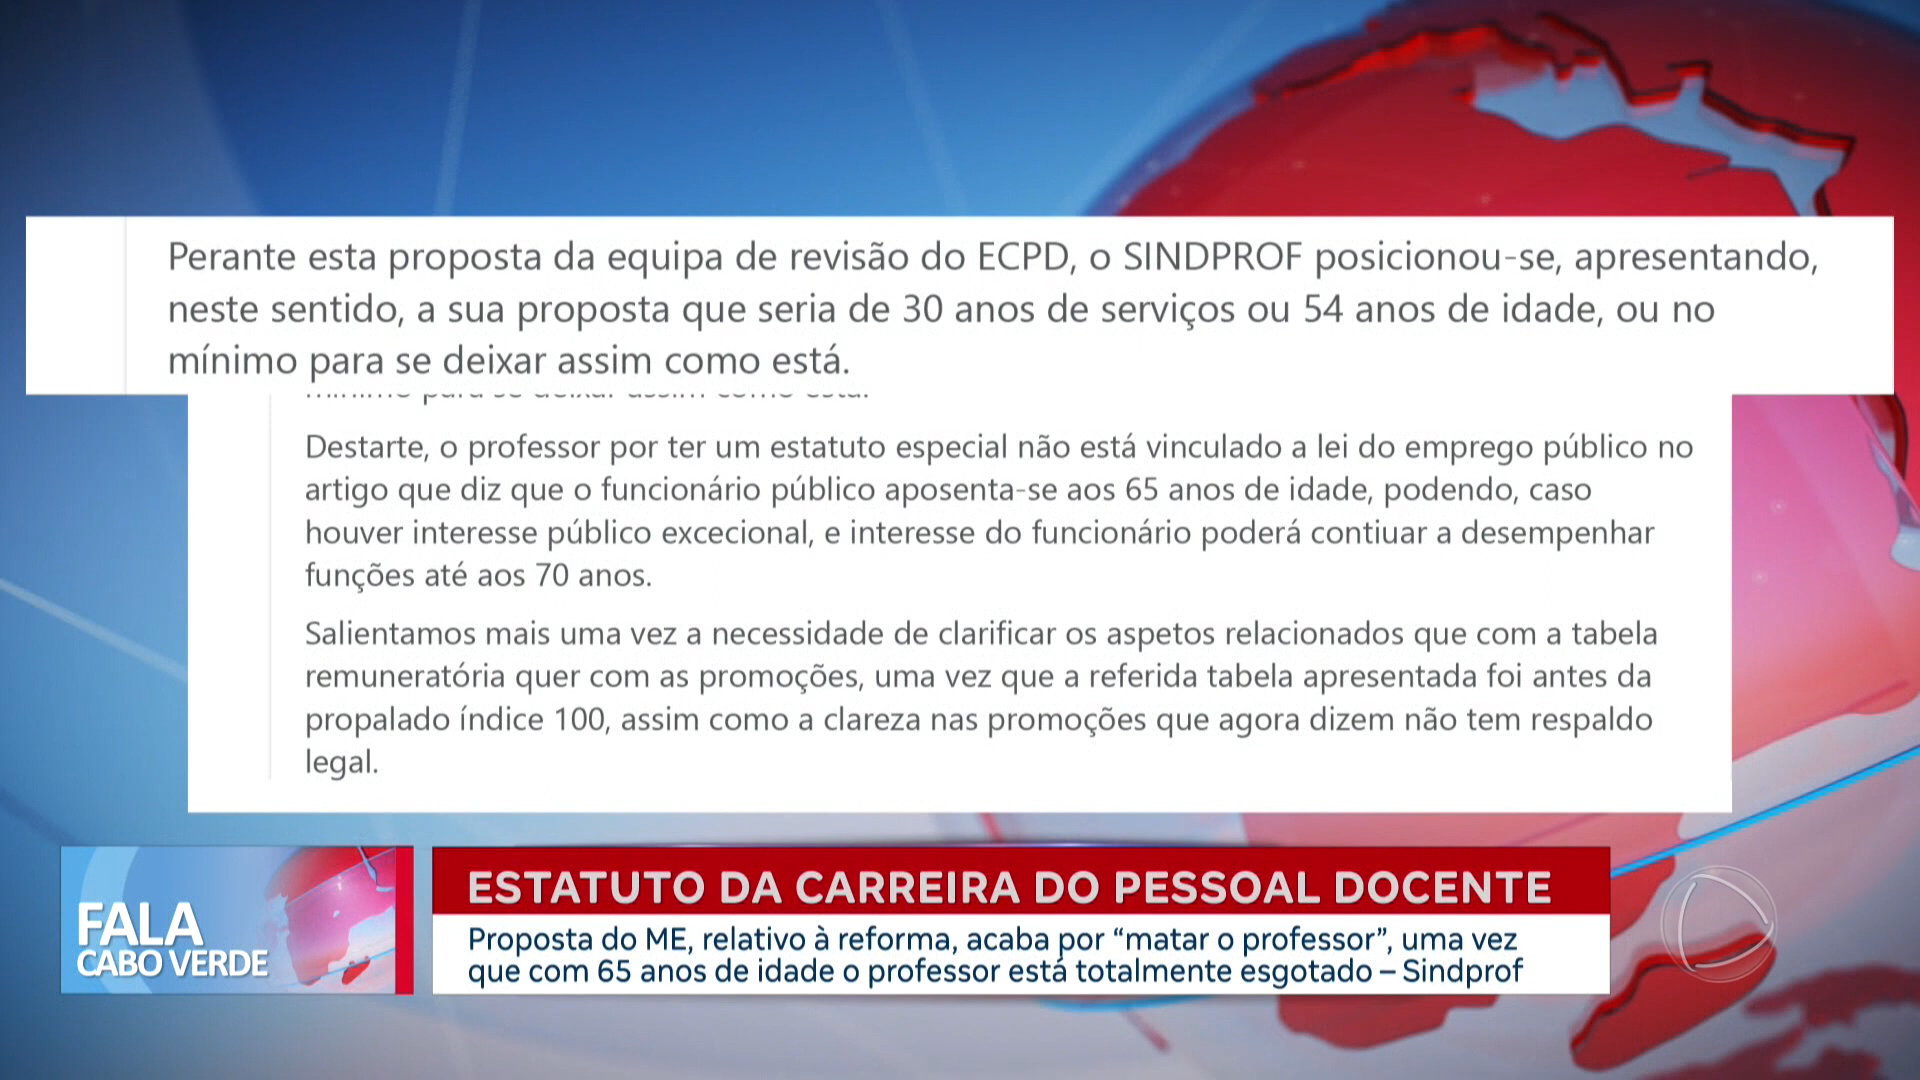 Perante esta proposta da equipa de revisão do ECPD, o SINDPROF posicionou-se, apresentando,
neste sentido, a sua proposta que seria de 30 anos de serviços ou 54 anos de idade, ou no
mínimo para se deixar assim como está.
mínimo para se deixar assim como está.
Destarte, o professor por ter um estatuto especial não está vinculado a lei do emprego público no
artigo que diz que o funcionário público aposenta-se aos 65 anos de idade, podendo, caso
houver interesse público excecional, e interesse do funcionário poderá contiuar a desempenhar
funções até aos 70 anos.
Salientamos mais uma vez a necessidade de clarificar os aspetos relacionados que com a tabela
remuneratória quer com as promoções, uma vez que a referida tabela apresentada foi antes da
propalado índice 100, assim como a clareza nas promoções que agora dizem não tem respaldo
legal.
FALA
CABO VERDE
ESTATUTO DA CARREIRA DO PESSOAL DOCENTE
Proposta do ME, relativo à reforma, acaba por “matar o professor”, uma vez
que com 65 anos de idade o professor está totalmente esgotado – Sindprof